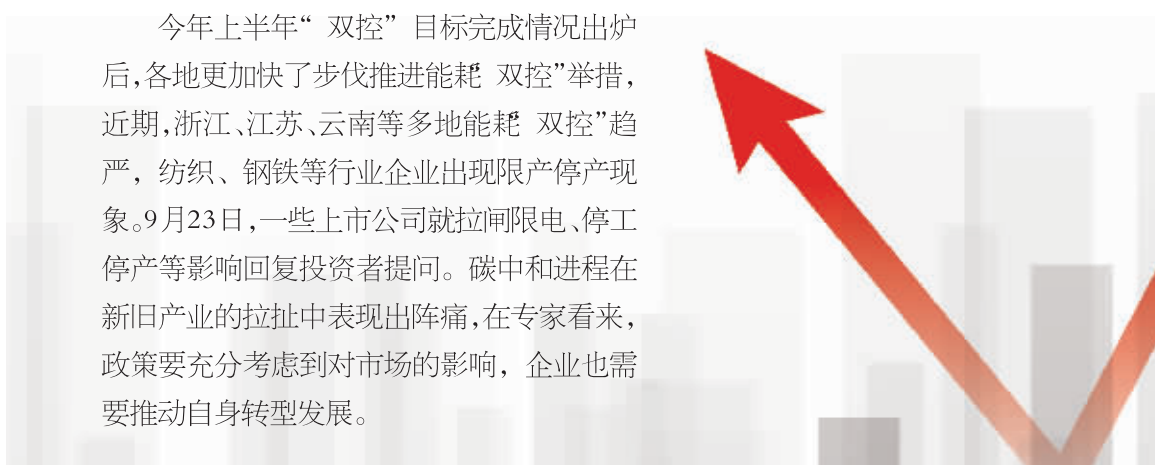 今年上半年“双控”目标完成情况出炉
后,各地更加快了步伐推进能耗“双控”举措,
近期,浙江、江苏、云南等多地能耗“双控”趋
严，纺织、钢铁等行业企业出现限产停产现
象。9月23日,一些上市公司就拉闸限电、停工
停产等影响回复投资者提问。碳中和进程在
新旧产业的拉扯中表现出阵痛,在专家看来,
政策要充分考虑到对市场的影响，企业也需
要推动自身转型发展。